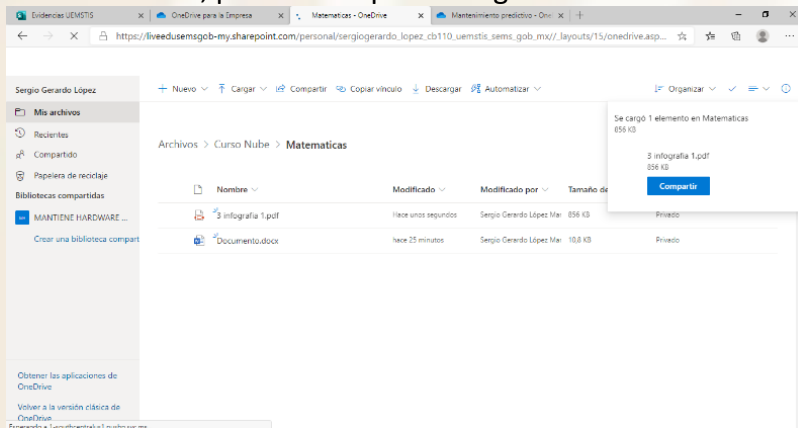 Evidencias UEMSTIS
OneDrive para la Empresa
Matematicas - OneDrive
Mantenimiento predictivo - One
https://liveedusemsgob-my.sharepoint.com/personal/sergiogerardo_lopez_cb110_uemstis_sems_gob_mx/_layouts/15/onedrive.asp...
Sergio Gerardo López
+ Nuevo Cargar Compartir Copiar vínculo Descargar Automatizar Organizar
Mis archivos
Recientes
Compartido
Papelera de reciclaje
Bibliotecas compartidas
MANTIENE HARDWARE ...
Crear una biblioteca compart
Archivos > Curso Nube > Matematicas
Se cargó 1 elemento en Matematicas
856 KB
3 infografia 1.pdf
856 KB
Compartir
Nombre Modificado Modificado por Tamaño de
3 infografia 1.pdf Hace unos segundos Sergio Gerardo López Mar 856 KB Privado
Documento.docx hace 25 minutos Sergio Gerardo López Mar 10,8 KB Privado
Obtener las aplicaciones de
OneDrive
Volver a la versión clásica de
OneDrive